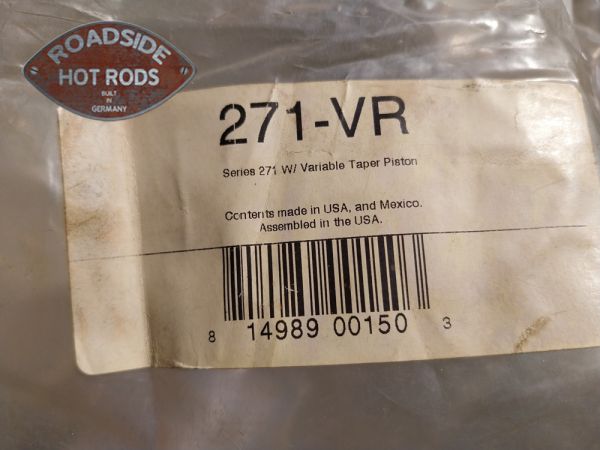 ROADSIDE
HOT RODS
BUILT
IN
GERMANY
271-VR
Series 271 W/ Variable Taper Piston
Contents made in USA, and Mexico.
Assembled in the USA.
8 14989 00150 3